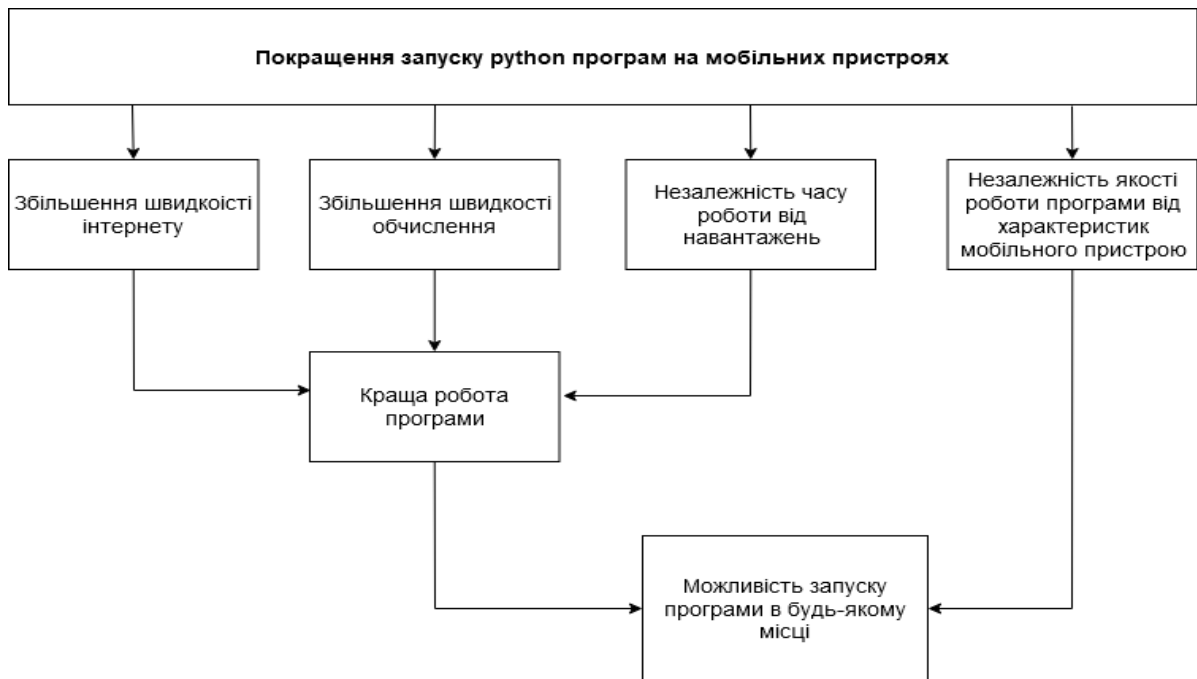 Покращення запуску python програм на мобільних пристроях
Збільшення швидкоісті
інтернету
Збільшення швидкості
обчислення
Незалежність часу
роботи від
навантажень
Незалежність якості
роботи програми від
характеристик
мобільного пристрою
Краща робота
програми
Можливість запуску
програми в будь-якому
місці